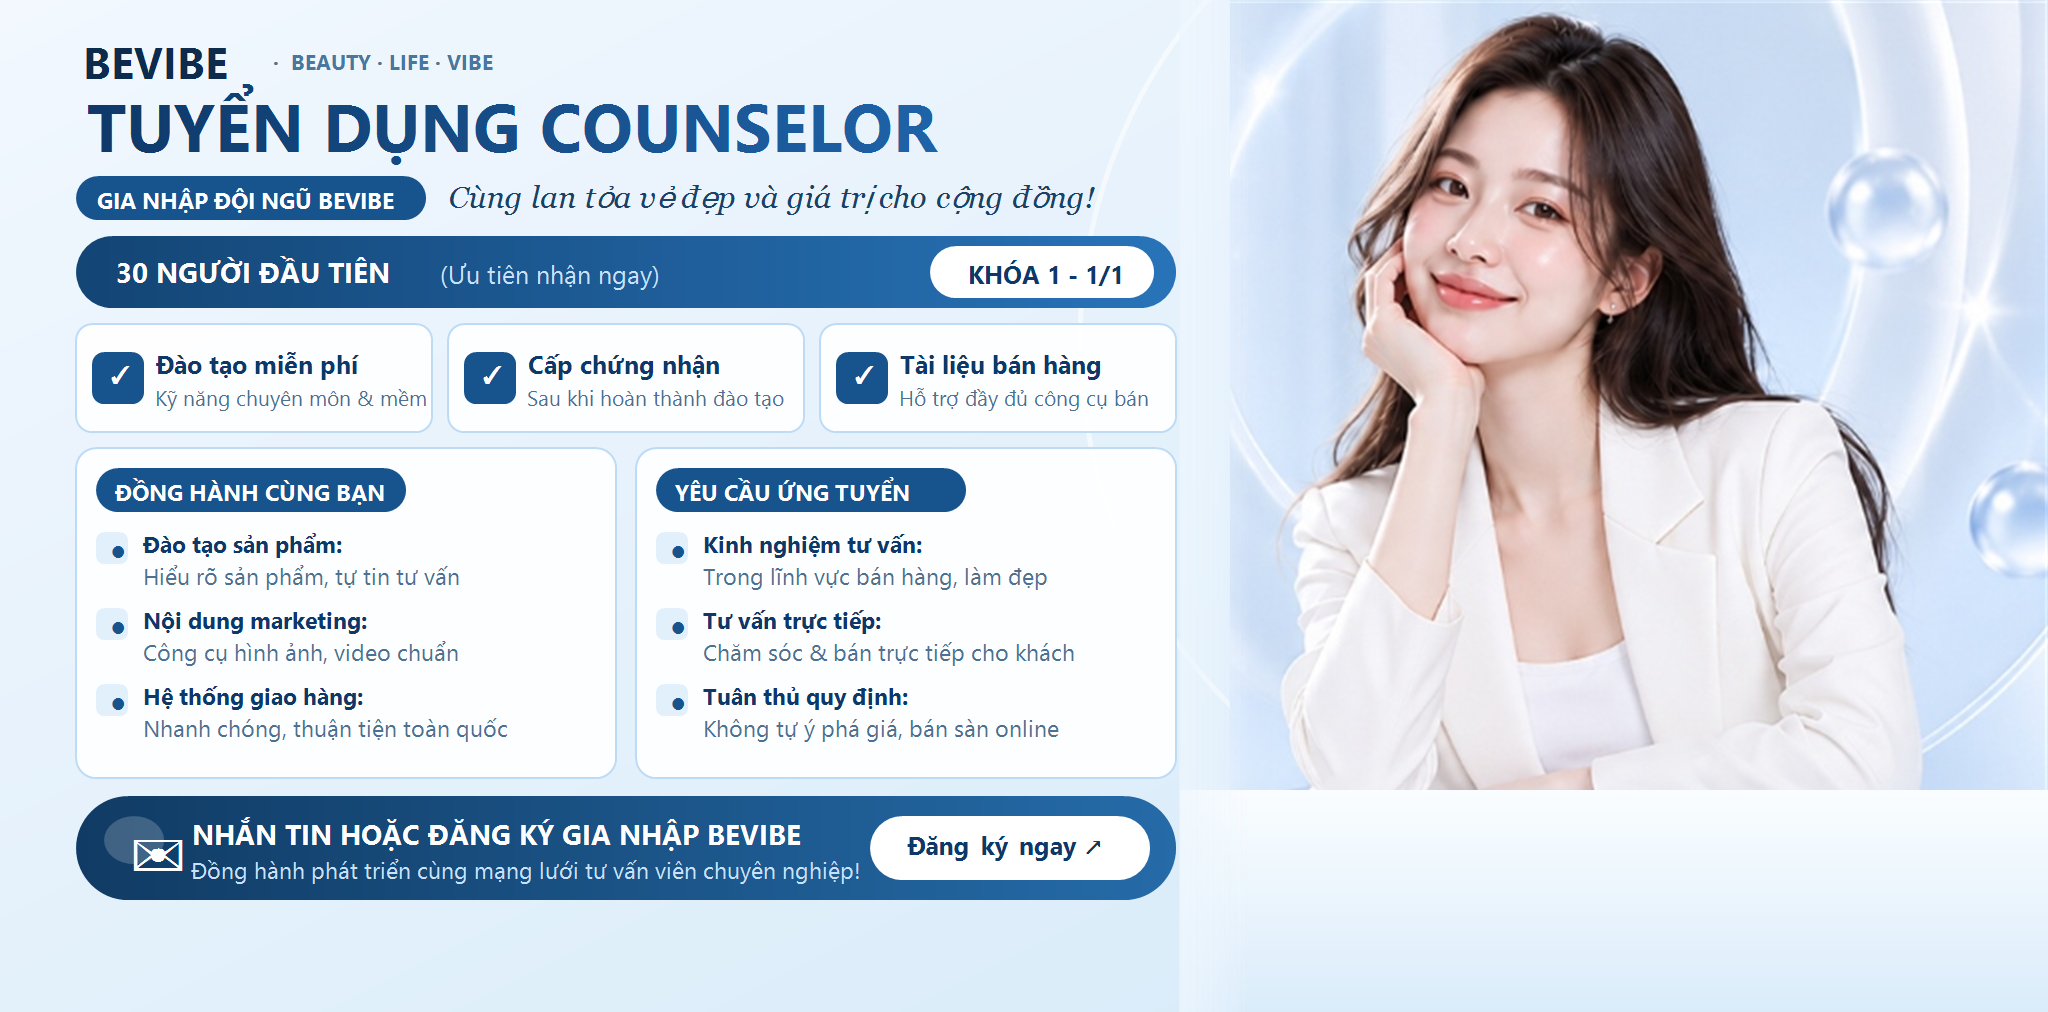 BEVIBE · BEAUTY · LIFE · VIBE
TUYỂN DỤNG COUNSELOR
GIA NHẬP ĐỘI NGŨ BEVIBE Cùng lan tỏa vẻ đẹp và giá trị cho cộng đồng!
30 NGƯỜI ĐẦU TIÊN (Ưu tiên nhận ngay) KHÓA 1 - 1/1
✓ Đào tạo miễn phí
Kỹ năng chuyên môn & mềm
✓ Cấp chứng nhận
Sau khi hoàn thành đào tạo
✓ Tài liệu bán hàng
Hỗ trợ đầy đủ công cụ bán
ĐỒNG HÀNH CÙNG BẠN
● Đào tạo sản phẩm:
Hiểu rõ sản phẩm, tự tin tư vấn
● Nội dung marketing:
Công cụ hình ảnh, video chuẩn
● Hệ thống giao hàng:
Nhanh chóng, thuận tiện toàn quốc
YÊU CẦU ỨNG TUYỂN
● Kinh nghiệm tư vấn:
Trong lĩnh vực bán hàng, làm đẹp
● Tư vấn trực tiếp:
Chăm sóc & bán trực tiếp cho khách
● Tuân thủ quy định:
Không tự ý phá giá, bán sàn online
NHẮN TIN HOẶC ĐĂNG KÝ GIA NHẬP BEVIBE
Đồng hành phát triển cùng mạng lưới tư vấn viên chuyên nghiệp!
Đăng ký ngay ↗